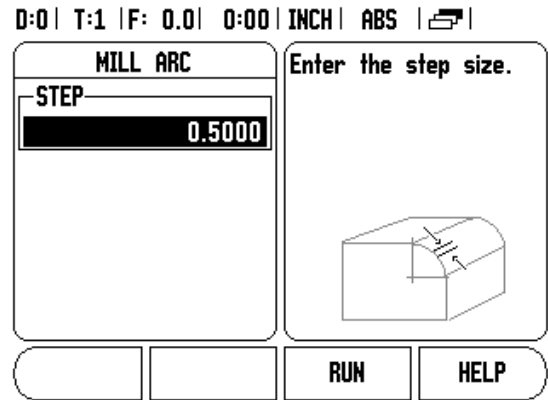 D:0| T:1 |F: 0.0| 0:00| INCH| ABS
MILL ARC
STEP
0.5000
Enter the step size.
RUN
HELP